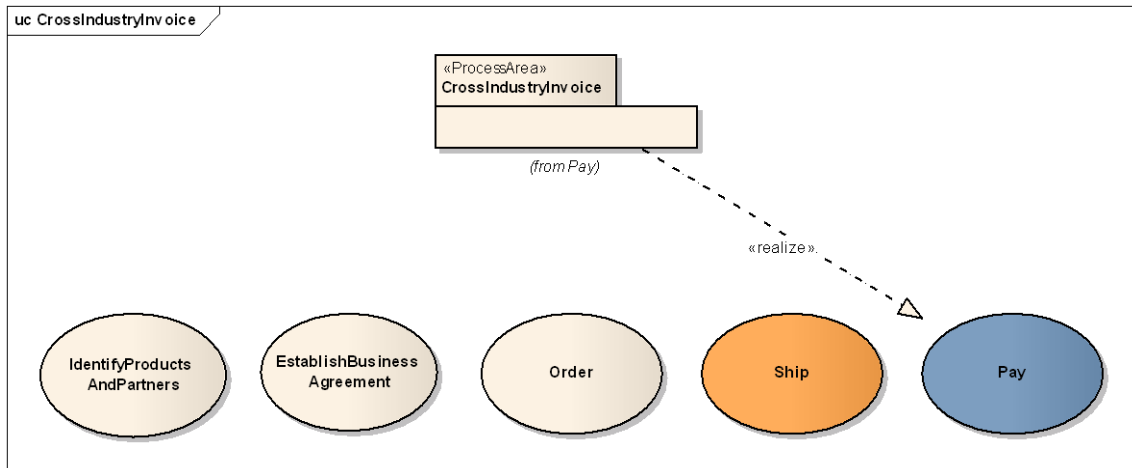 uc CrossIndustryInvoice
«ProcessArea»
CrossIndustryInvoice
(from Pay)
«realize».
IdentifyProducts
AndPartners
EstablishBusiness
Agreement
Order
Ship
Pay